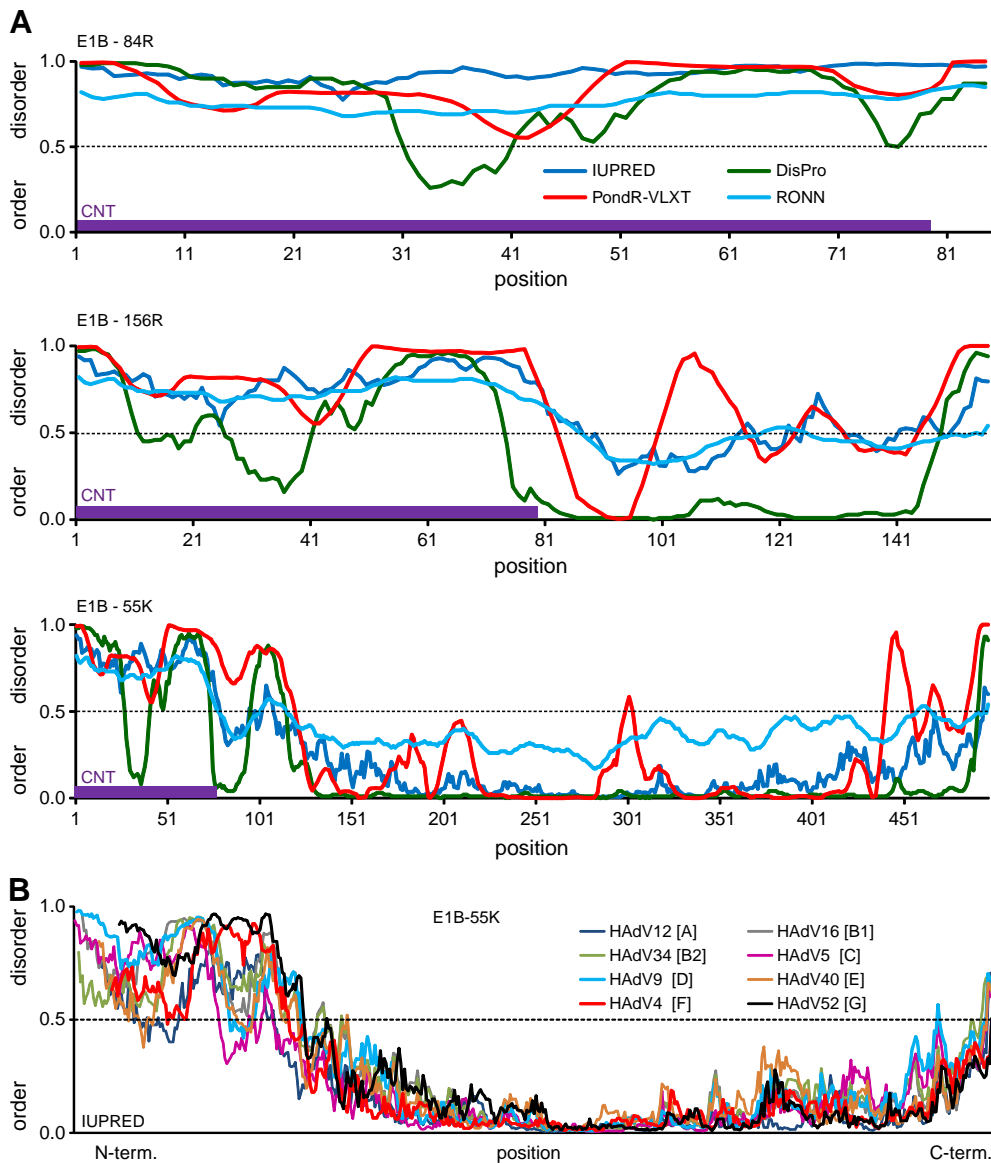 A
E1B - 84R
1.0
disorder
0.5
order
0.0
IUPRED
DisPro
PondR-VLXT
RONN
CNT
1 11 21 31 41 51 61 71 81
position
E1B - 156R
1.0
disorder
0.5
order
0.0
CNT
1 21 41 61 81 101 121 141
position
E1B - 55K
1.0
disorder
0.5
order
0.0
CNT
1 51 101 151 201 251 301 351 401 451
position
B
1.0
disorder
0.5
order
0.0
E1B-55K
HAdV12 [A]
HAdV16 [B1]
HAdV34 [B2]
HAdV5 [C]
HAdV9 [D]
HAdV40 [E]
HAdV4 [F]
HAdV52 [G]
IUPRED
N-term.
position
C-term.